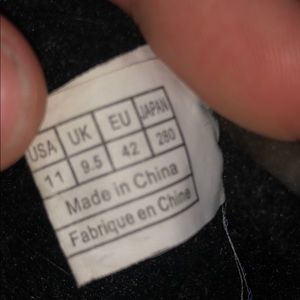 USA UK EU JAPAN
11 9.5 42 280
Made in China
Fabrique en Chine